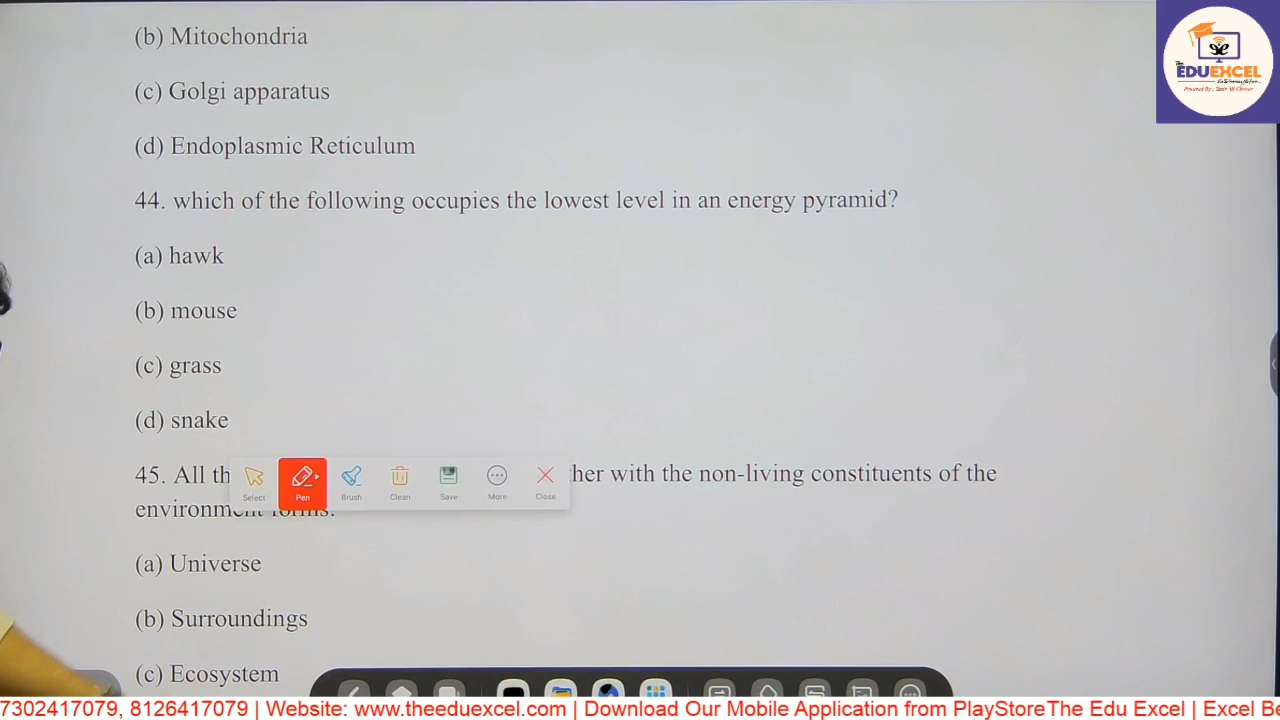 (b) Mitochondria
(c) Golgi apparatus
(d) Endoplasmic Reticulum
44. which of the following occupies the lowest level in an energy pyramid?
(a) hawk
(b) mouse
(c) grass
(d) snake
45. All th her with the non-living constituents of the
environment forms:
(a) Universe
(b) Surroundings
(c) Ecosystem
Select Pen Brush Clean Save More Close
The
EDUEXCEL
7302417079, 8126417079 | Website: www.theeduexcel.com | Download Our Mobile Application from PlayStoreThe Edu Excel | Excel B